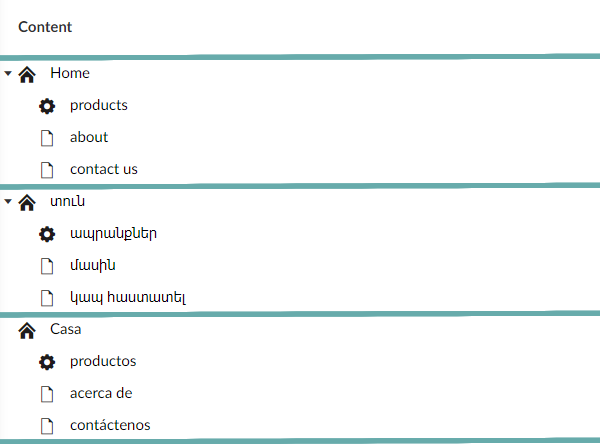 Content
Home
products
about
contact us
տուն
ապրանքներ
մասին
կապ հաստատել
Casa
productos
acerca de
contáctenos